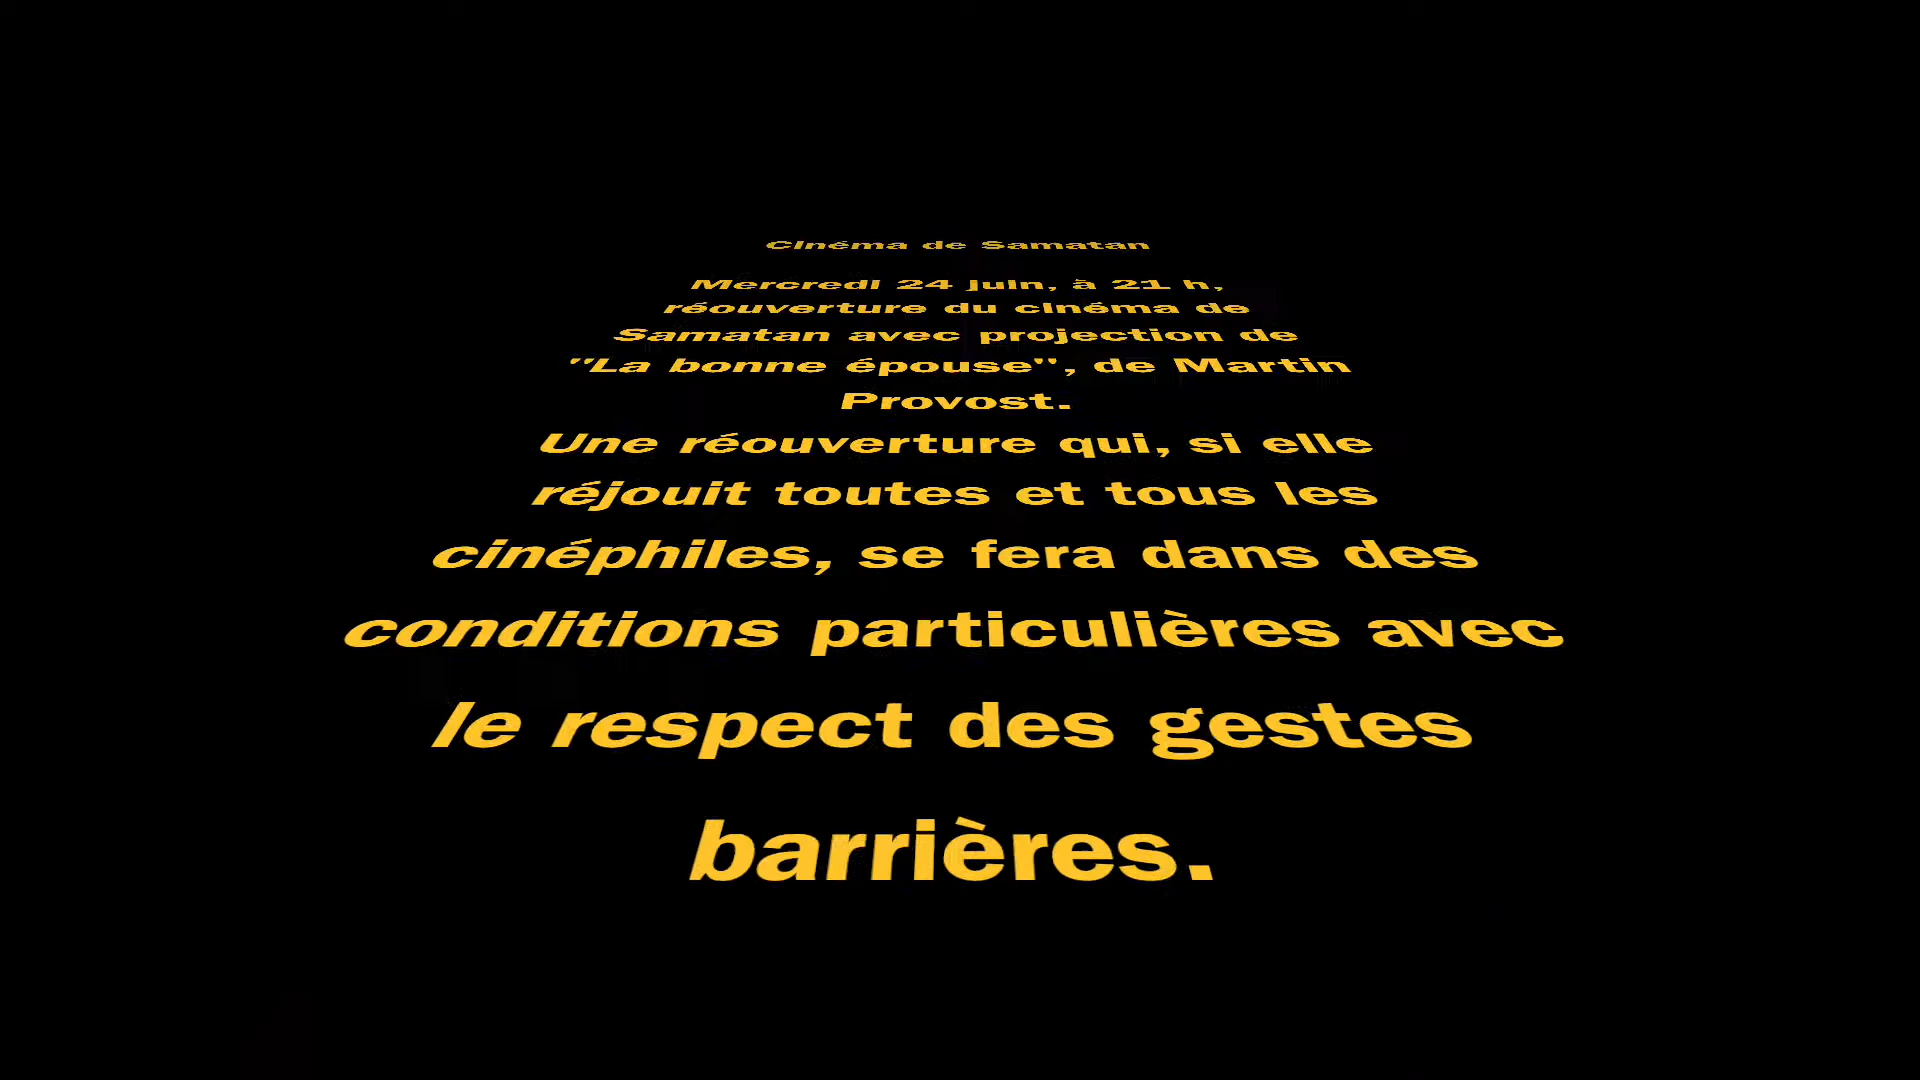 Cinéma de Samatan
Mercredi 24 juin, à 21 h,
réouverture du cinéma de
Samatan avec projection de
"La bonne épouse", de Martin
Provost.
Une réouverture qui, si elle
réjouit toutes et tous les
cinéphiles, se fera dans des
conditions particulières avec
le respect des gestes
barrières.